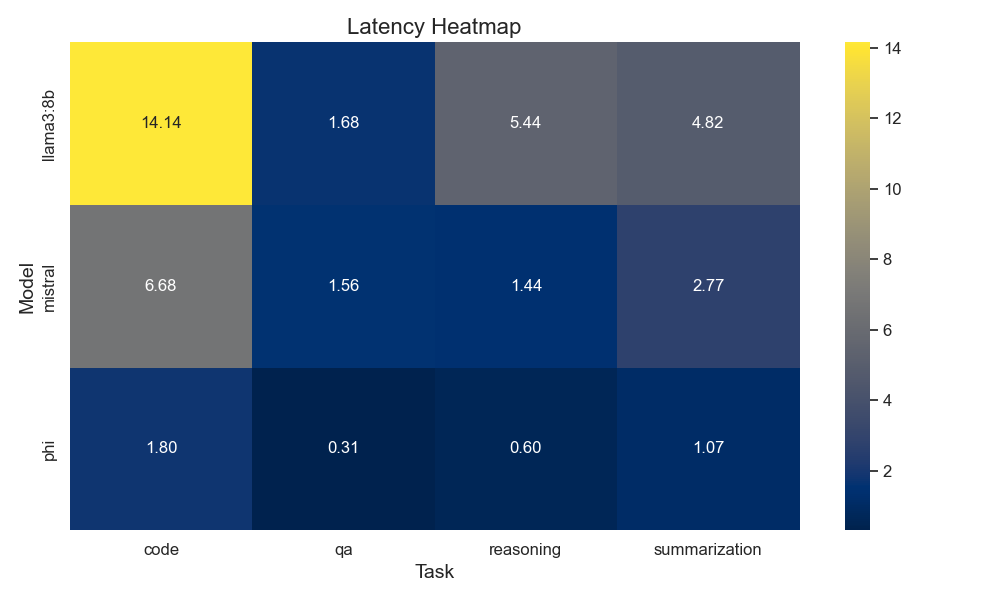 Latency Heatmap
14
12
10
8
6
4
2
Model
llama3:8b
14.14 1.68 5.44 4.82
mistral
6.68 1.56 1.44 2.77
phi
1.80 0.31 0.60 1.07
code qa reasoning summarization
Task